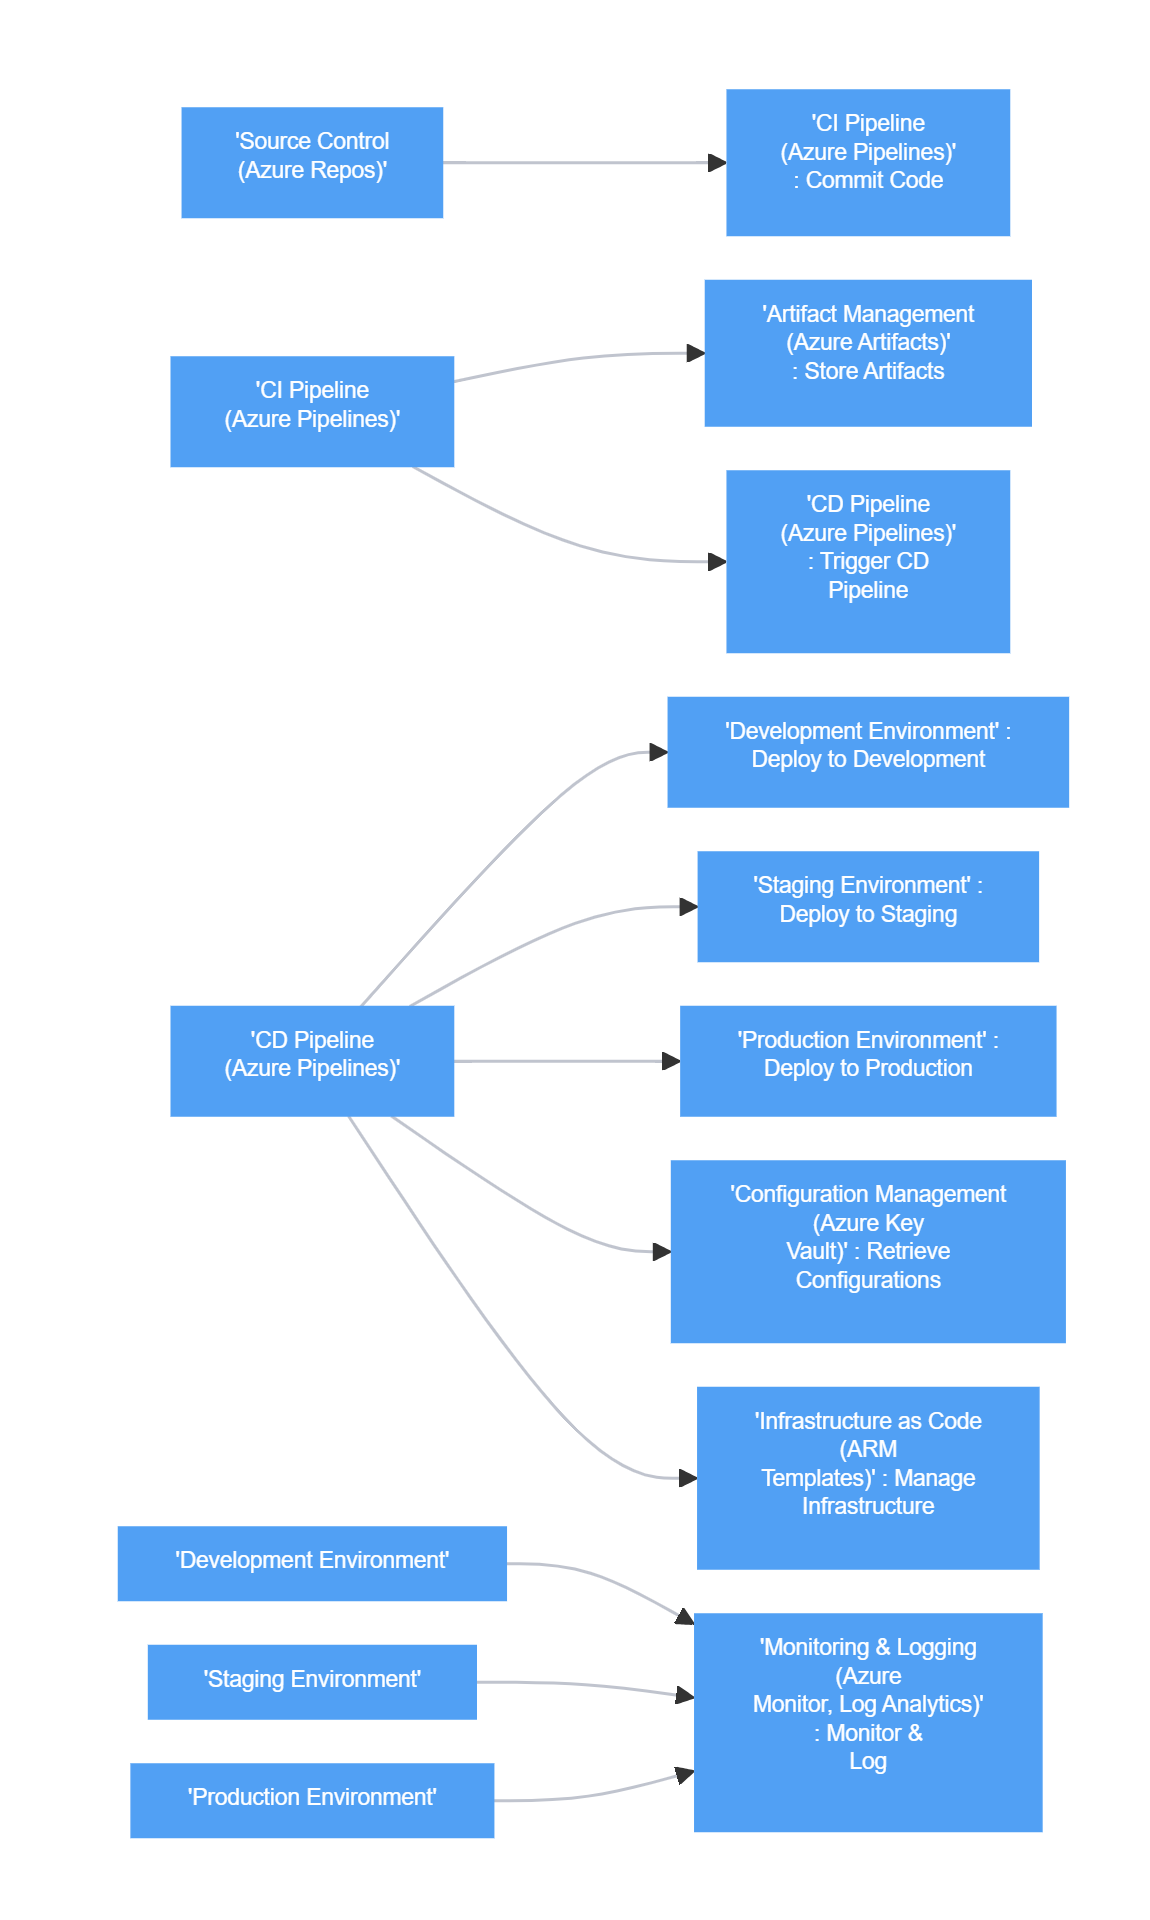 'Source Control
(Azure Repos)'
'CI Pipeline
(Azure Pipelines)'
: Commit Code
'CI Pipeline
(Azure Pipelines)'
'Artifact Management
(Azure Artifacts)'
: Store Artifacts
'CD Pipeline
(Azure Pipelines)'
: Trigger CD
Pipeline
'CD Pipeline
(Azure Pipelines)'
'Development Environment' :
Deploy to Development
'Staging Environment' :
Deploy to Staging
'Production Environment' :
Deploy to Production
'Configuration Management
(Azure Key
Vault)' : Retrieve
Configurations
'Infrastructure as Code
(ARM
Templates)' : Manage
Infrastructure
'Development Environment'
'Staging Environment'
'Production Environment'
'Monitoring & Logging
(Azure
Monitor, Log Analytics)'
: Monitor &
Log